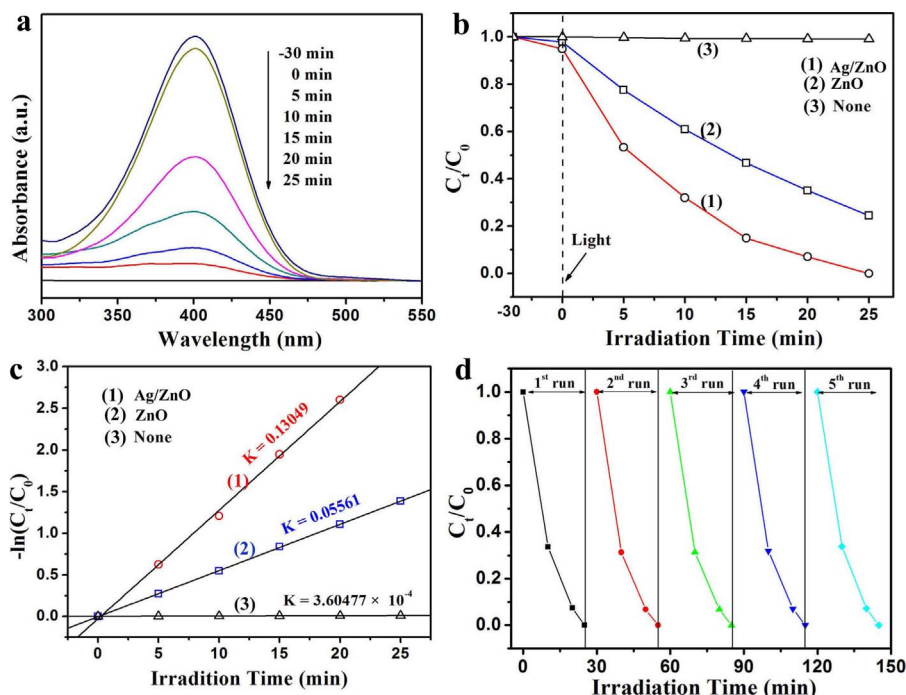 a
-30 min
0 min
5 min
10 min
15 min
20 min
25 min
Absorbance (a.u.)
300 350 400 450 500 550
Wavelength (nm)
b
1.0
0.8
0.6
0.4
0.2
0.0
(3)
(1) Ag/ZnO
(2) ZnO
(3) None
(2)
(1)
Light
Cₜ/C₀
-30 0 5 10 15 20 25
Irradiation Time (min)
c
3.0
2.5
2.0
1.5
1.0
0.5
0.0
(1) Ag/ZnO
(2) ZnO
(3) None
K = 0.13049
(1)
K = 0.05561
(2)
(3)
K = 3.60477 × 10⁻⁴
-ln(Cₜ/C₀)
0 5 10 15 20 25
Irradition Time (min)
d
1.0
0.8
0.6
0.4
0.2
0.0
1ˢᵗ run 2ⁿᵈ run 3ʳᵈ run 4ᵗʰ run 5ᵗʰ run
Cₜ/C₀
0 30 60 90 120 150
Irradiation Time (min)